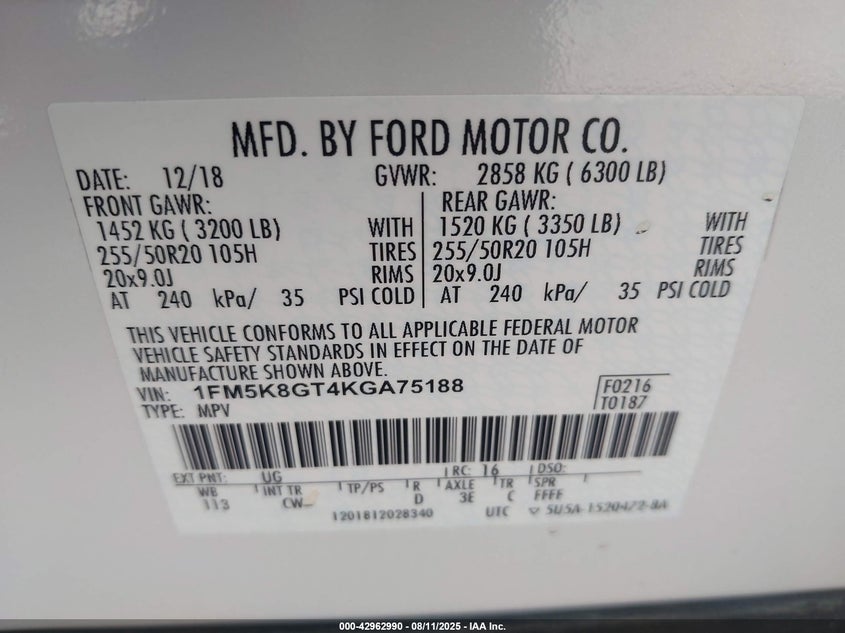 MFD. BY FORD MOTOR CO.
DATE: 12/18 GVWR: 2858 KG ( 6300 LB)
FRONT GAWR: REAR GAWR:
1452 KG ( 3200 LB) WITH 1520 KG ( 3350 LB) WITH
255/50R20 105H TIRES 255/50R20 105H TIRES
20x9.0J RIMS 20x9.0J RIMS
AT 240 kPa/ 35 PSI COLD AT 240 kPa/ 35 PSI COLD
THIS VEHICLE CONFORMS TO ALL APPLICABLE FEDERAL MOTOR
VEHICLE SAFETY STANDARDS IN EFFECT ON THE DATE OF
MANUFACTURE SHOWN ABOVE.
VIN: 1FM5K8GT4KGA75188 F0216
TYPE: MPV T0187
EXT PNT: UG RC: 16 DSO:
WB INT TR TP/PS R AXLE TR SPR
113 CW D 3E C FFFF
1201812028340 UTC
000-42962990 - 08/11/2025 - IAA Inc.